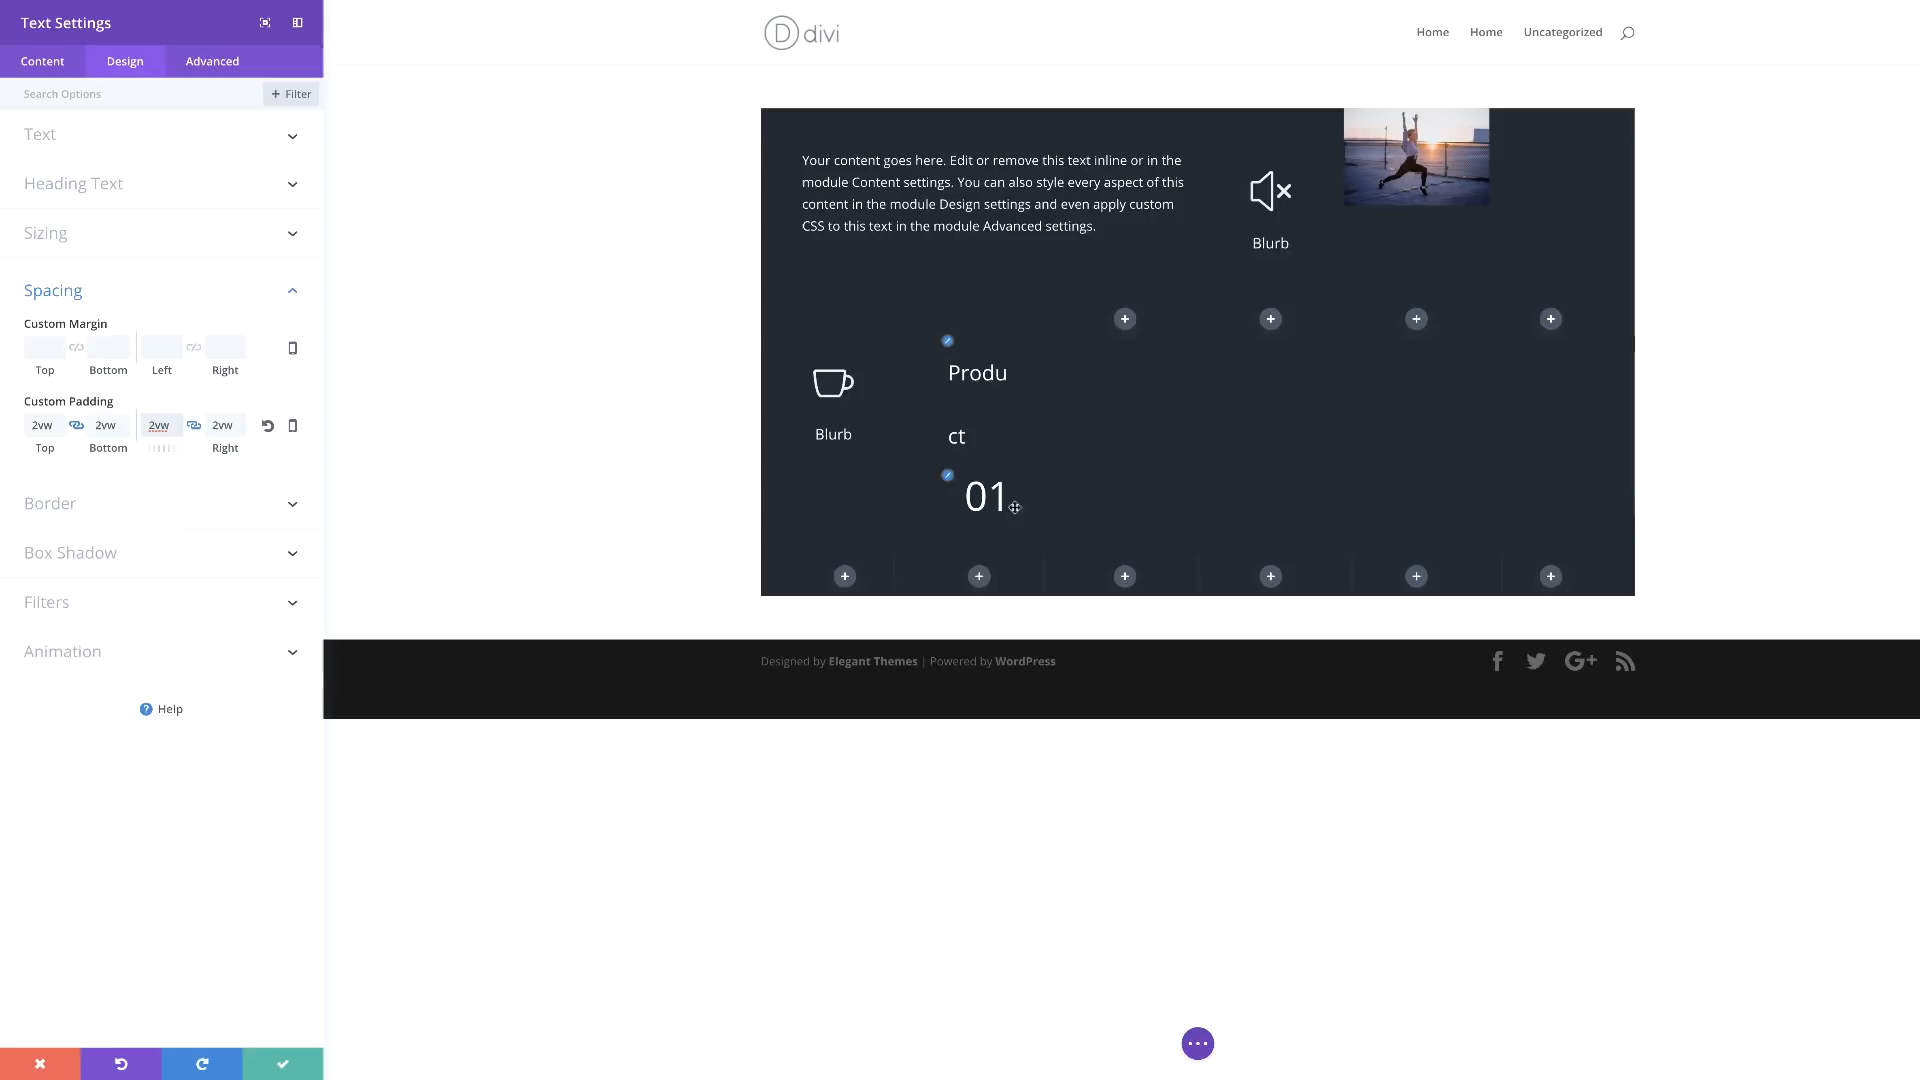 Text Settings
Content
Design
Advanced
Search Options
+ Filter
Text
Heading Text
Sizing
Spacing
Custom Margin
Top
Bottom
Left
Right
Custom Padding
2vw
2vw
2vw
2vw
Top
Bottom
Right
Border
Box Shadow
Filters
Animation
? Help
D divi
Home
Home
Uncategorized
Your content goes here. Edit or remove this text inline or in the
module Content settings. You can also style every aspect of this
content in the module Design settings and even apply custom
CSS to this text in the module Advanced settings.
Blurb
Blurb
Produ
ct
01
Designed by Elegant Themes | Powered by WordPress
G+